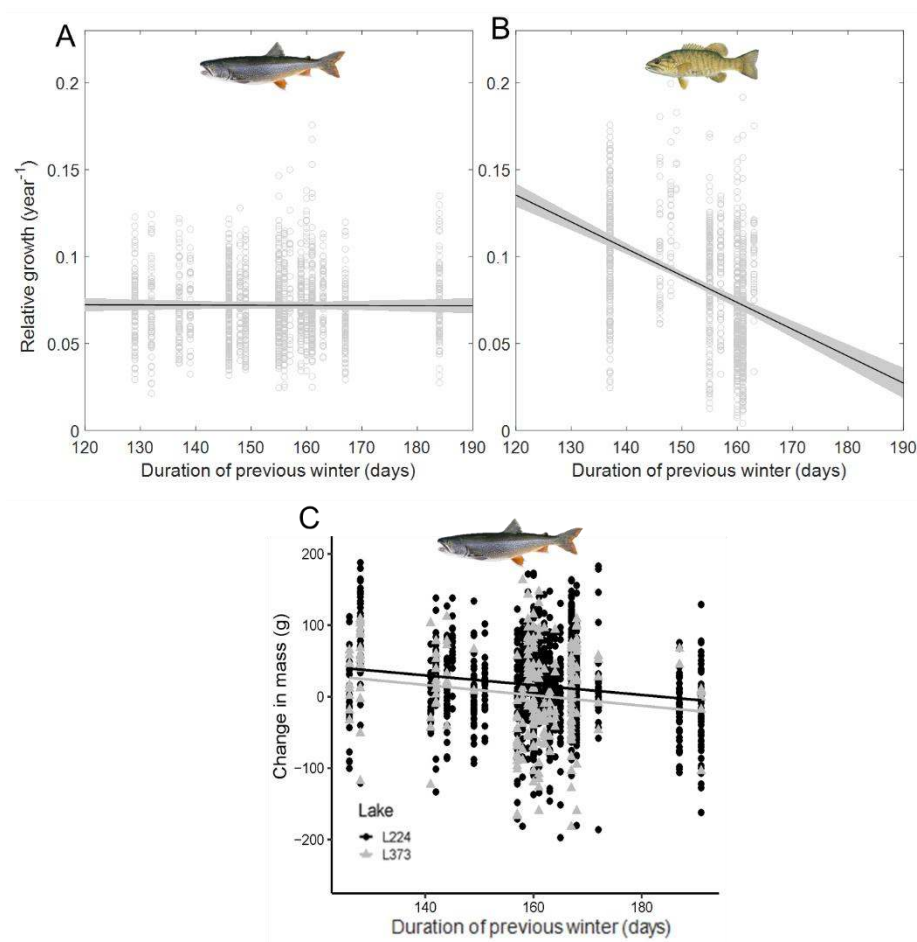 A
B
0.2
0.15
0.1
0.05
0
Relative growth (year⁻¹)
120 130 140 150 160 170 180 190
Duration of previous winter (days)
0.2
0.15
0.1
0.05
0
120 130 140 150 160 170 180 190
Duration of previous winter (days)
C
200
100
0
−100
−200
Change in mass (g)
Lake
L224
L373
140 160 180
Duration of previous winter (days)